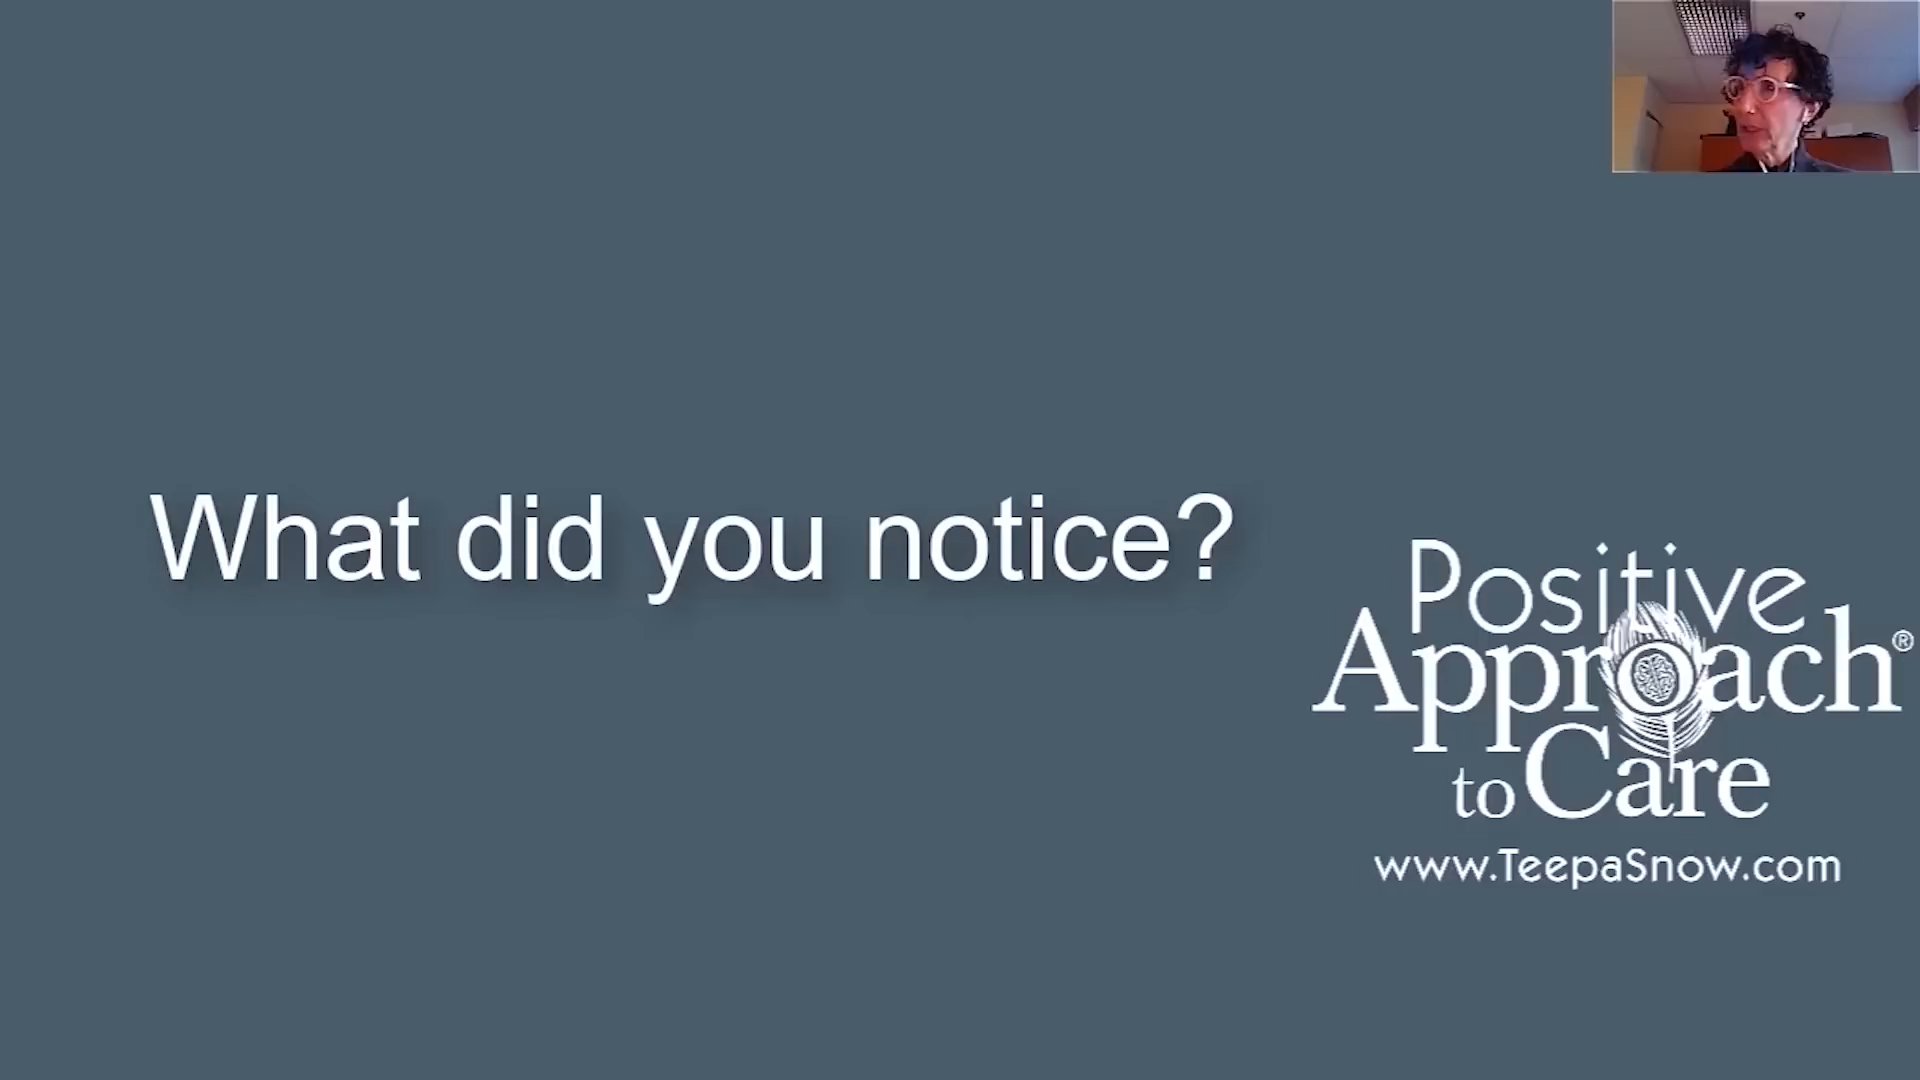 What did you notice?
Positive
Approach®
to Care
www.TeepaSnow.com